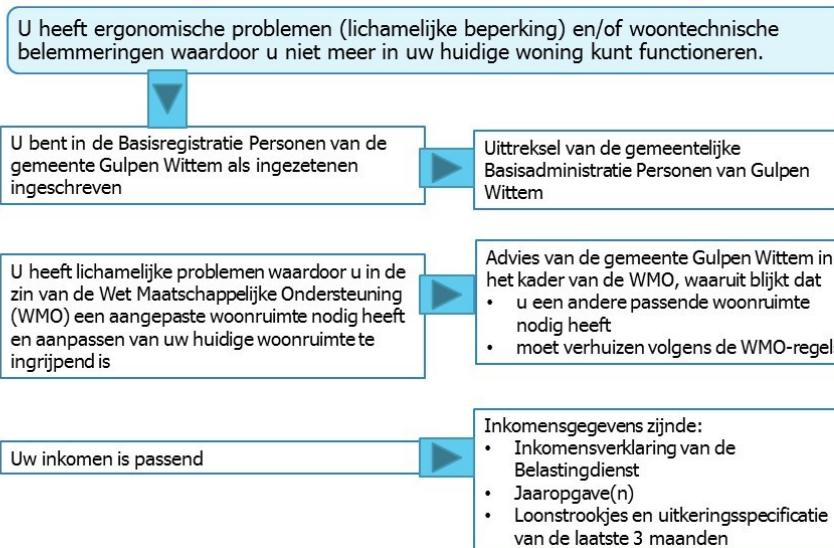 U heeft ergonomische problemen (lichamelijke beperking) en/of woontechnische
belemmeringen waardoor u niet meer in uw huidige woning kunt functioneren.
U bent in de Basisregistratie Personen van de
gemeente Gulpen Wittem als ingezetenen
ingeschreven
Uittreksel van de gemeentelijke
Basisadministratie Personen van Gulpen
Wittem
U heeft lichamelijke problemen waardoor u in de
zin van de Wet Maatschappelijke Ondersteuning
(WMO) een aangepaste woonruimte nodig heeft
en aanpassen van uw huidige woonruimte te
ingrijpend is
Advies van de gemeente Gulpen Wittem in
het kader van de WMO, waaruit blijkt dat
• u een andere passende woonruimte
nodig heeft
• moet verhuizen volgens de WMO-regel
Uw inkomen is passend
Inkomensgegevens zijnde:
• Inkomensverklaring van de
Belastingdienst
• Jaaropgave(n)
• Loonstrookjes en uitkeringsspecificatie
van de laatste 3 maanden